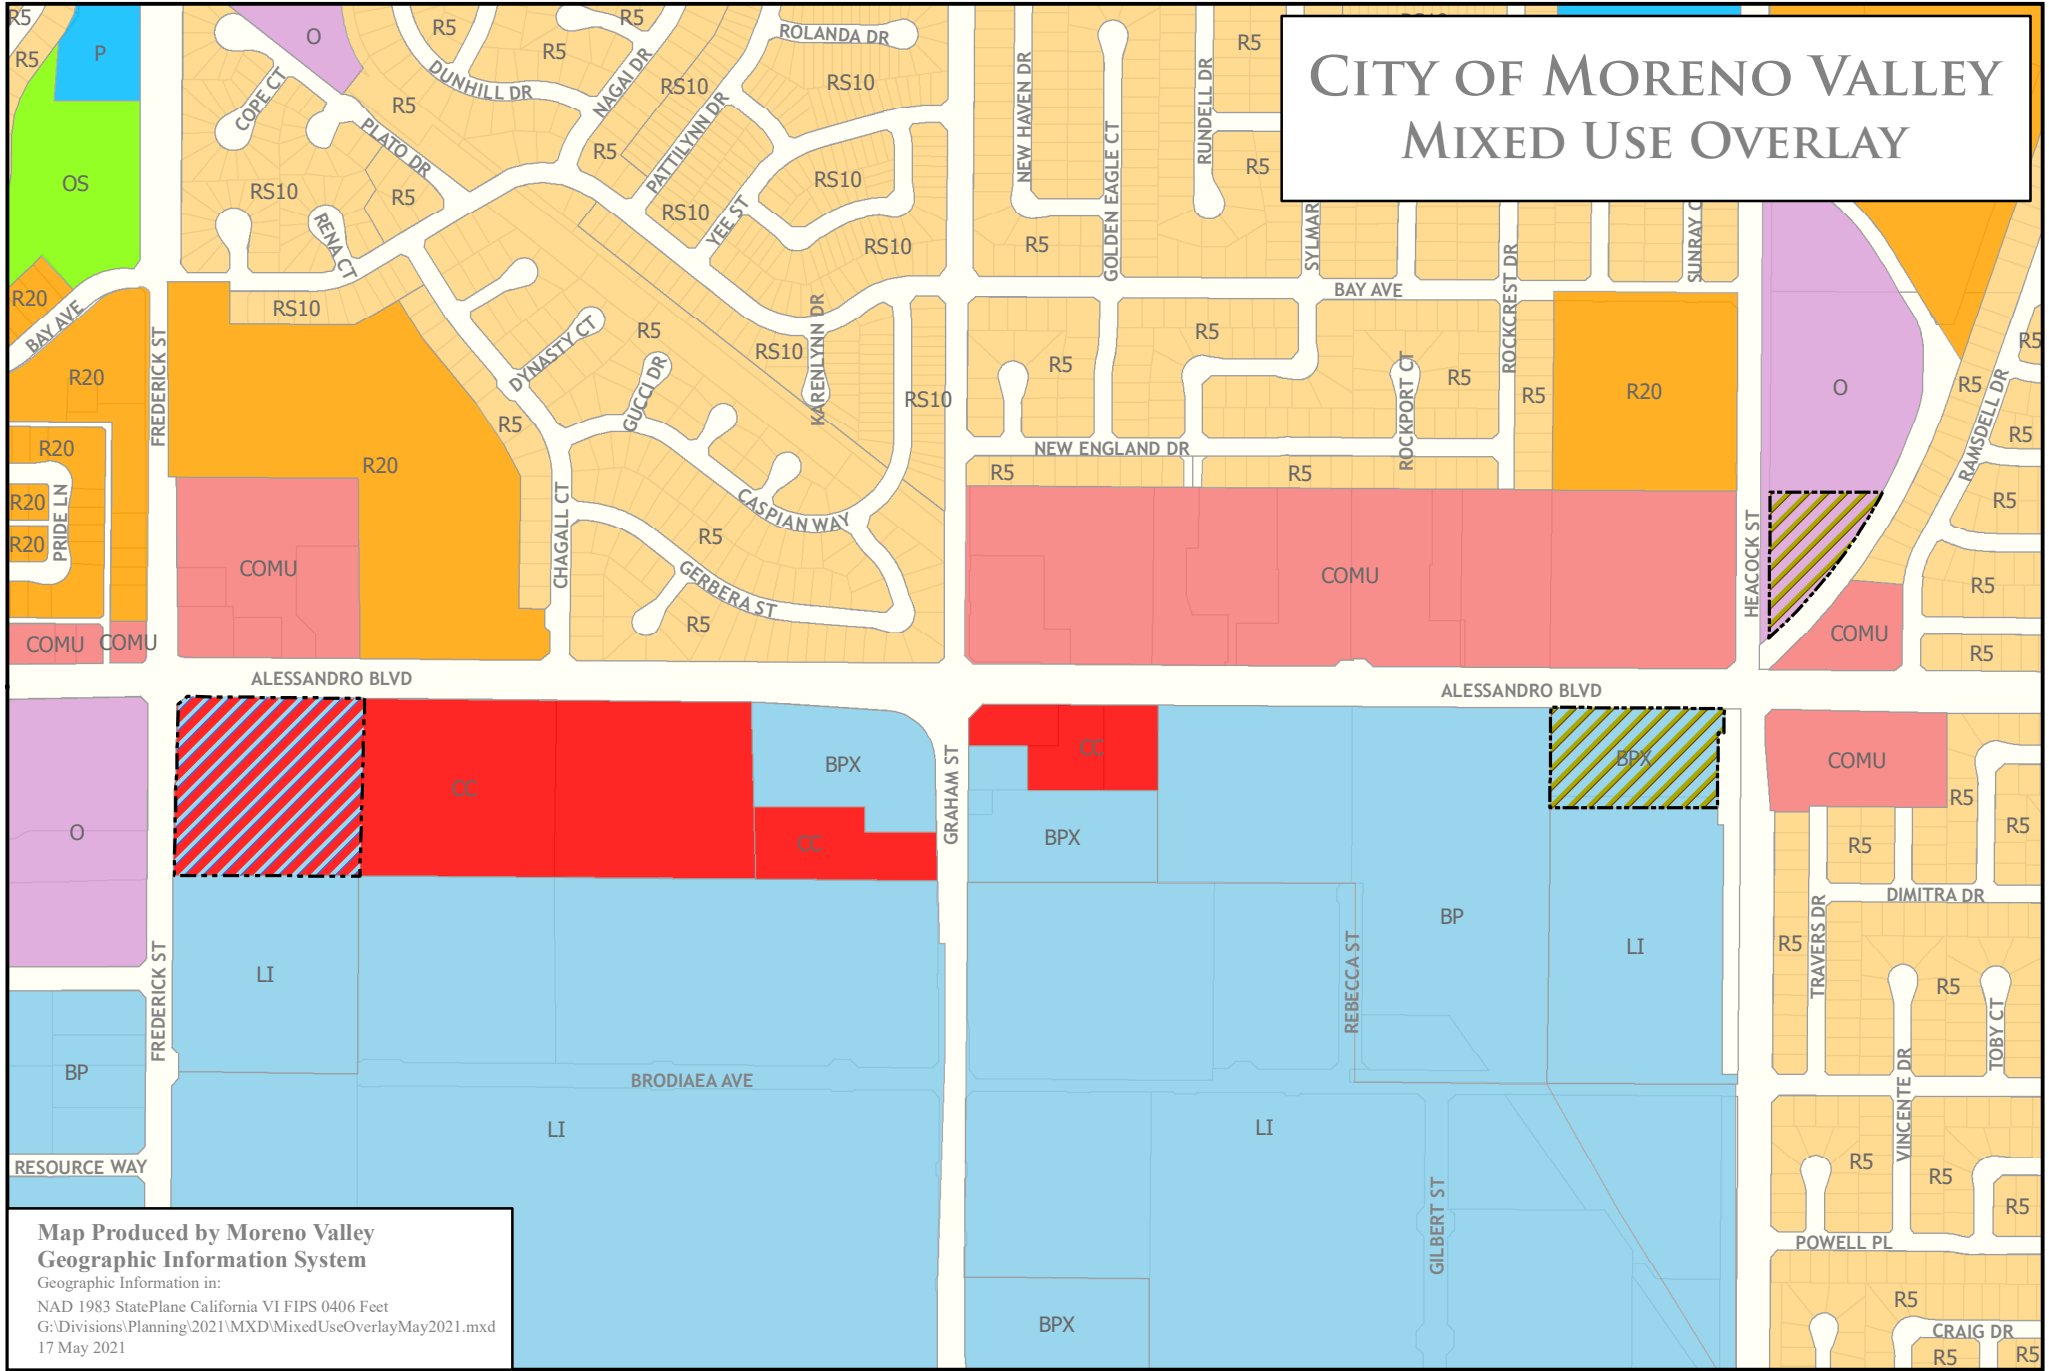 CITY OF MORENO VALLEY
MIXED USE OVERLAY
R5
P
O
R5
R5
R5
ROLANDA DR
R5
R5
COPE CT
DUNHILL DR
NAGAI DR
RS10
RS10
NEW HAVEN DR
RUNDELL DR
R5
PLATO DR
PATTILYNN DR
GOLDEN EAGLE CT
R5
R5
OS
RS10
R5
RS10
RS10
RENA CT
YEE ST
RS10
R5
SYLMAR
ROCKCREST DR
SUNRAY C
BAY AVE
R20
BAY AVE
RS10
FREDERICK ST
R5
DYNASTY CT
GUCCI DR
RS10
KARENLYNN DR
RS10
R5
R5
ROCKPORT CT
R5
R5
R20
O
R5
R5
RAMSDELL DR
R20
R20
R20
R5
R5
NEW ENGLAND DR
R5
R5
R20
PRIDE LN
R20
CHAGALL CT
CASPIAN WAY
R5
GERBERA ST
R5
HEACOCK ST
R5
R5
COMU
COMU
COMU
COMU
COMU
R5
ALESSANDRO BLVD
ALESSANDRO BLVD
CC
BPX
CC
GRAHAM ST
CC
BPX
BPX
COMU
R5
R5
R5
O
DIMITRA DR
TRAVERS DR
R5
FREDERICK ST
LI
REBECCA ST
BP
LI
R5
TOBY CT
VINCENTE DR
BP
BRODIAEA AVE
LI
LI
RESOURCE WAY
GILBERT ST
R5
R5
R5
POWELL PL
BPX
R5
CRAIG DR
R5
R5
Map Produced by Moreno Valley
Geographic Information System
Geographic Information in:
NAD 1983 StatePlane California VI FIPS 0406 Feet
G:\Divisions\Planning\2021\MXD\MixedUseOverlayMay2021.mxd
17 May 2021